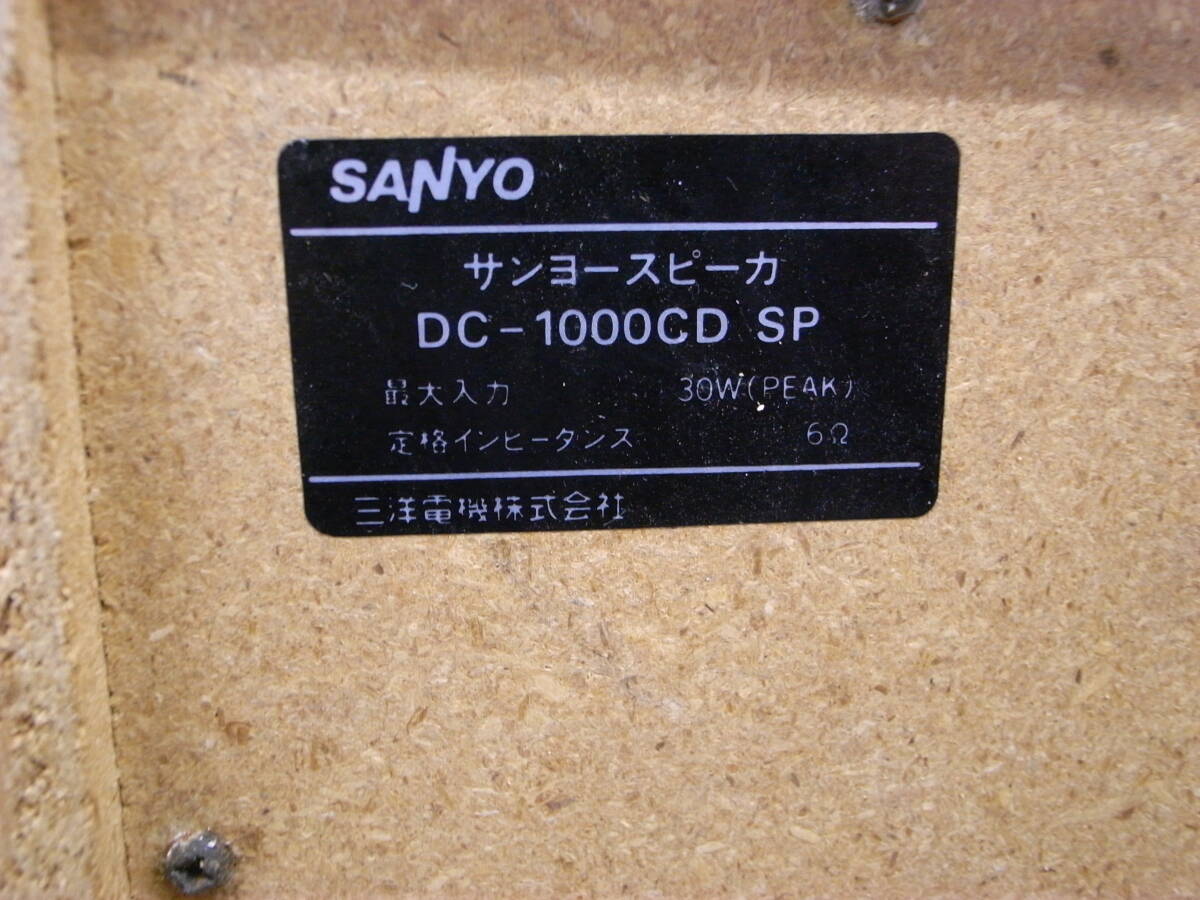 SANYO
サンヨースピーカ
DC-1000CD SP
最大入力 30W(PEAK)
定格インピータンス 6Ω
三洋電機株式会社